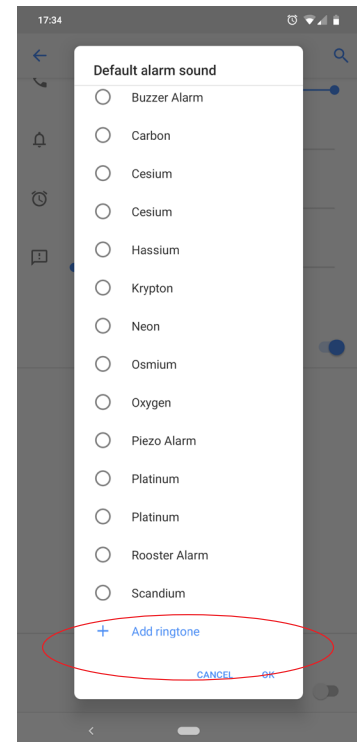 17:34
Default alarm sound
Buzzer Alarm
Carbon
Cesium
Cesium
Hassium
Krypton
Neon
Osmium
Oxygen
Piezo Alarm
Platinum
Platinum
Rooster Alarm
Scandium
+ Add ringtone
CANCEL OK